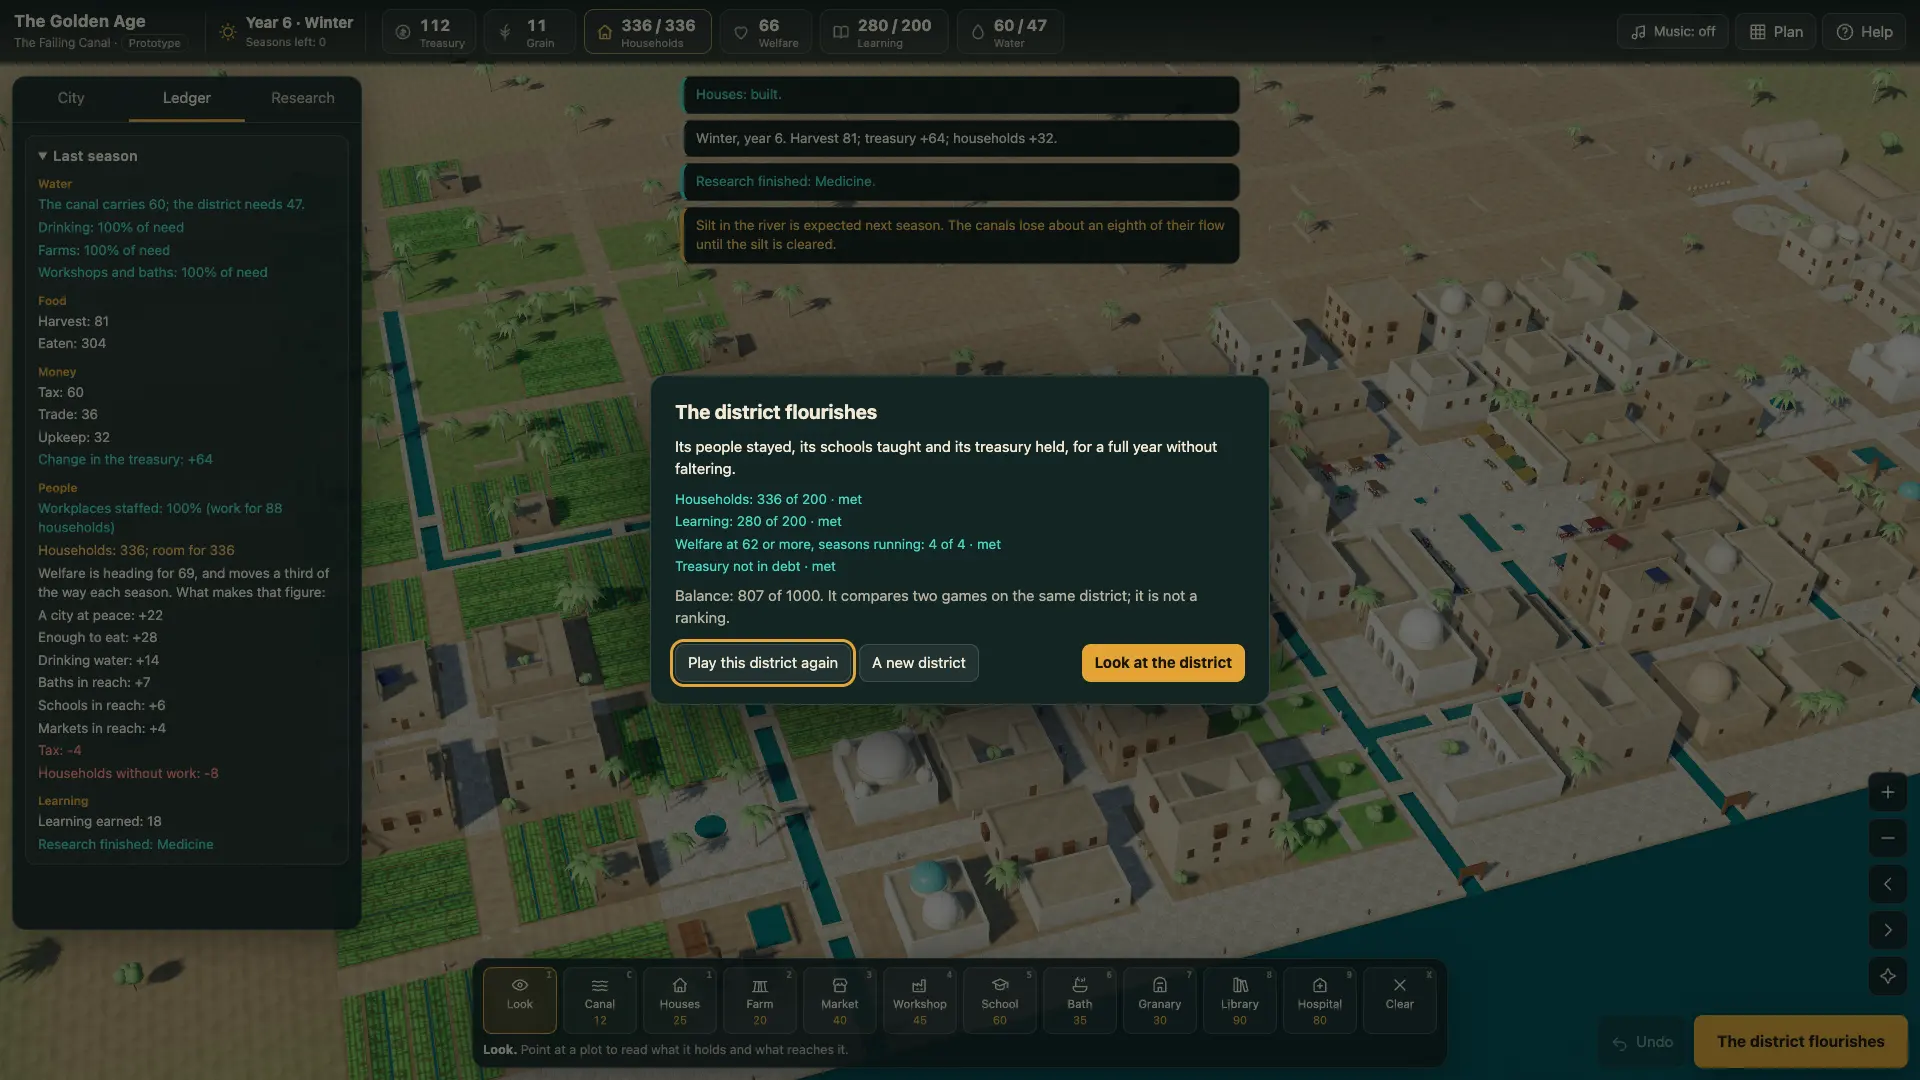 The Golden Age
The Failing Canal · Prototype
Year 6 · Winter
Seasons left: 0
112
Treasury
11
Grain
336 / 336
Households
66
Welfare
280 / 200
Learning
60 / 47
Water
Music: off
Plan
Help
City
Ledger
Research
Last season
Water
The canal carries 60; the district needs 47.
Drinking: 100% of need
Farms: 100% of need
Workshops and baths: 100% of need
Food
Harvest: 81
Eaten: 304
Money
Tax: 60
Trade: 36
Upkeep: 32
Change in the treasury: +64
People
Workplaces staffed: 100% (work for 88
households)
Households: 336; room for 336
Welfare is heading for 69, and moves a third of
the way each season. What makes that figure:
A city at peace: +22
Enough to eat: +28
Drinking water: +14
Baths in reach: +7
Schools in reach: +6
Markets in reach: +4
Tax: -4
Households without work: -8
Learning
Learning earned: 18
Research finished: Medicine
Houses: built.
Winter, year 6. Harvest 81; treasury +64; households +32.
Research finished: Medicine.
Silt in the river is expected next season. The canals lose about an eighth of their flow
until the silt is cleared.
The district flourishes
Its people stayed, its schools taught and its treasury held, for a full year without
faltering.
Households: 336 of 200 · met
Learning: 280 of 200 · met
Welfare at 62 or more, seasons running: 4 of 4 · met
Treasury not in debt · met
Balance: 807 of 1000. It compares two games on the same district; it is not a
ranking.
Play this district again
A new district
Look at the district
Look
C
Canal
12
1
Houses
25
2
Farm
20
3
Market
40
4
Workshop
45
5
School
60
6
Bath
35
7
Granary
30
8
Library
90
9
Hospital
80
X
Clear
Look. Point at a plot to read what it holds and what reaches it.
Undo
The district flourishes